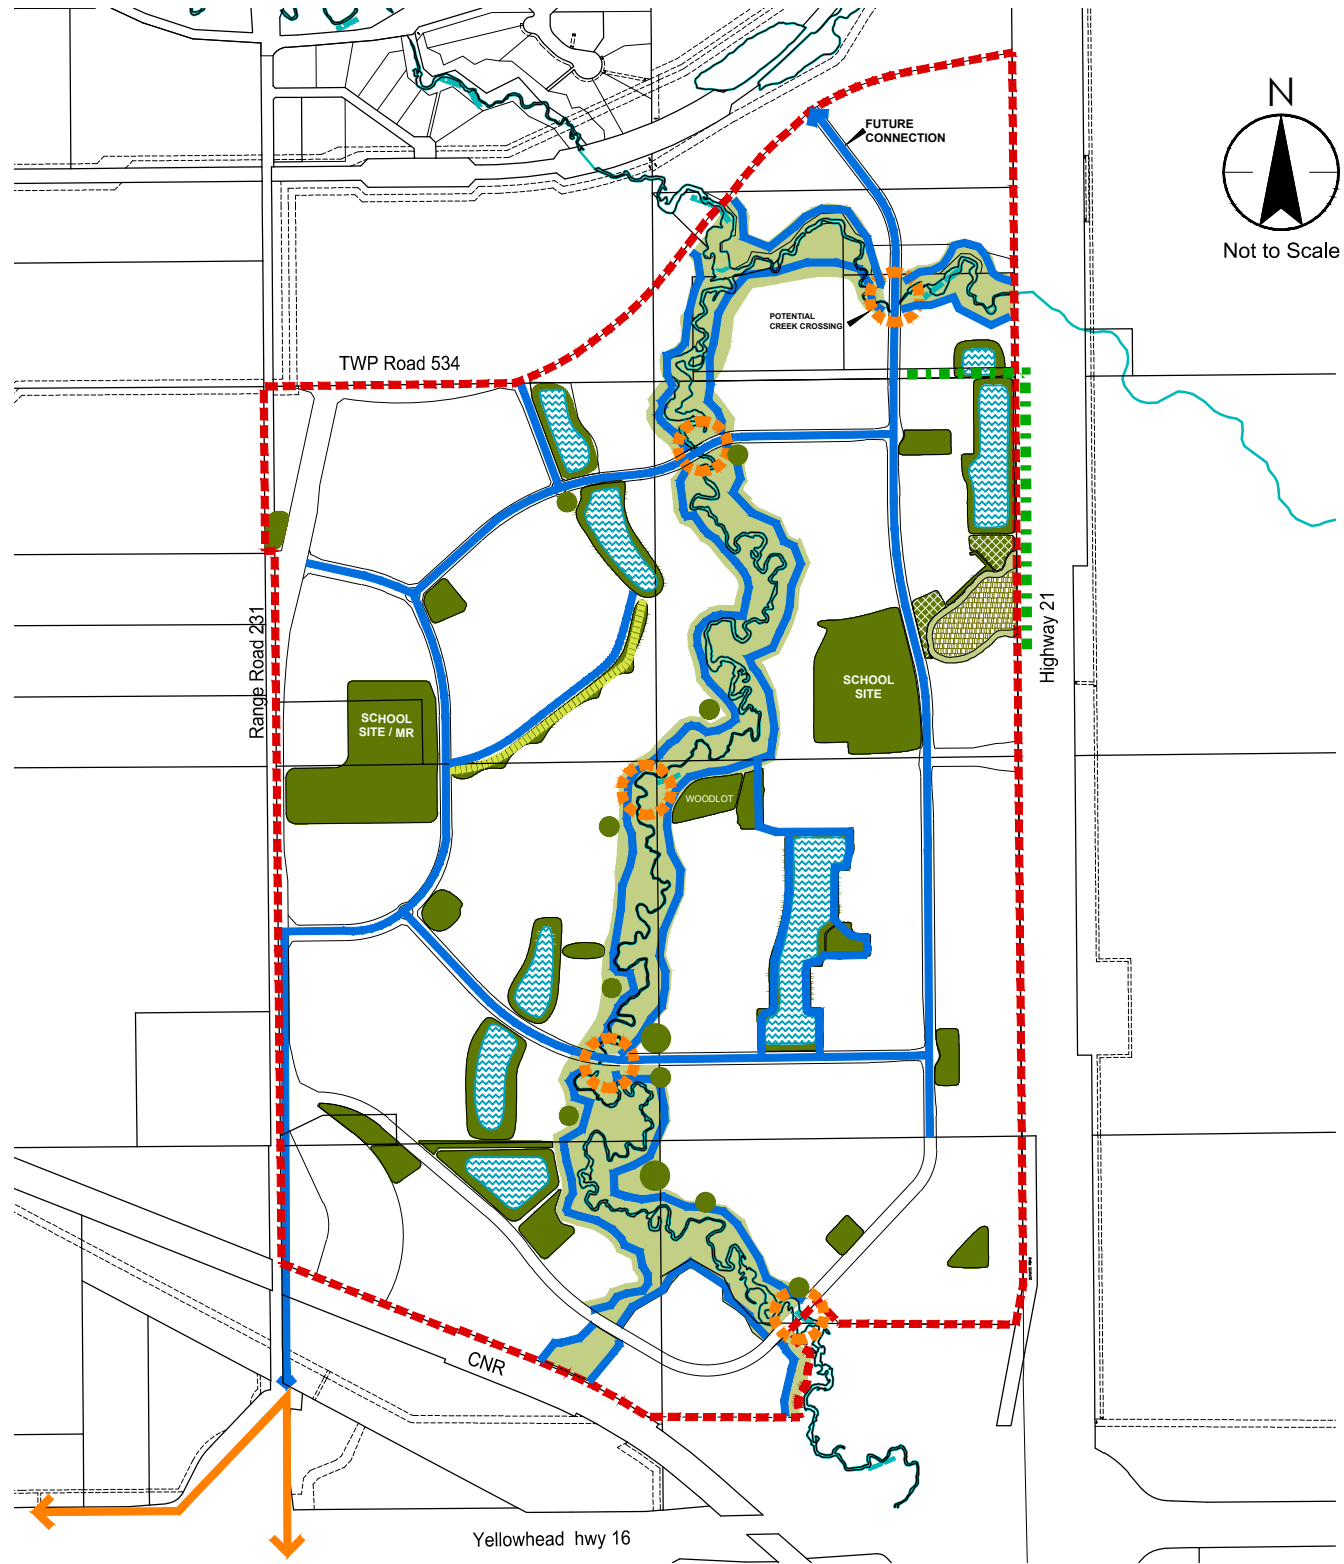 N
Not to Scale
FUTURE
CONNECTION
POTENTIAL
CREEK CROSSING
TWP Road 534
Range Road 231
Highway 21
SCHOOL
SITE
SCHOOL
SITE / MR
WOODLOT
CNR
Yellowhead hwy 16